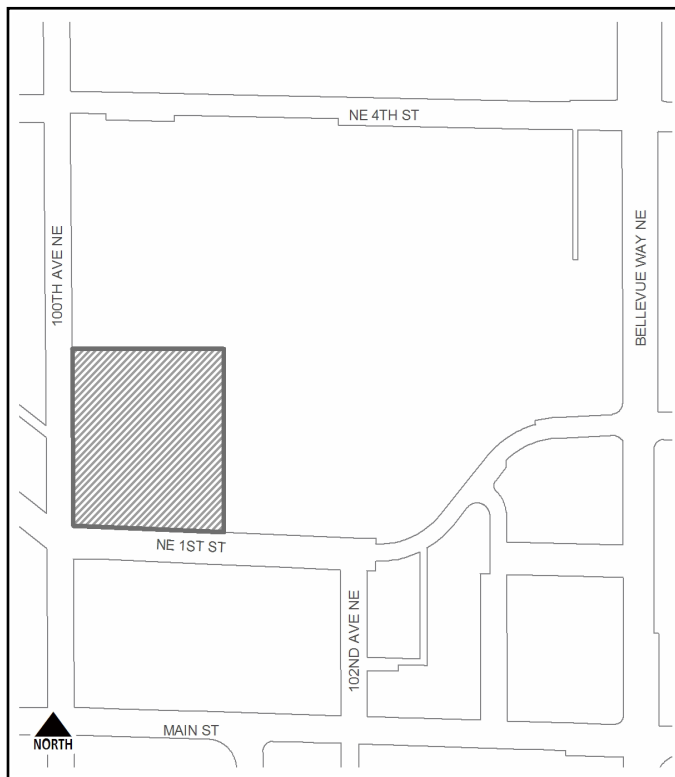 NE 4TH ST
100TH AVE NE
BELLEVUE WAY NE
NE 1ST ST
102ND AVE NE
MAIN ST
NORTH